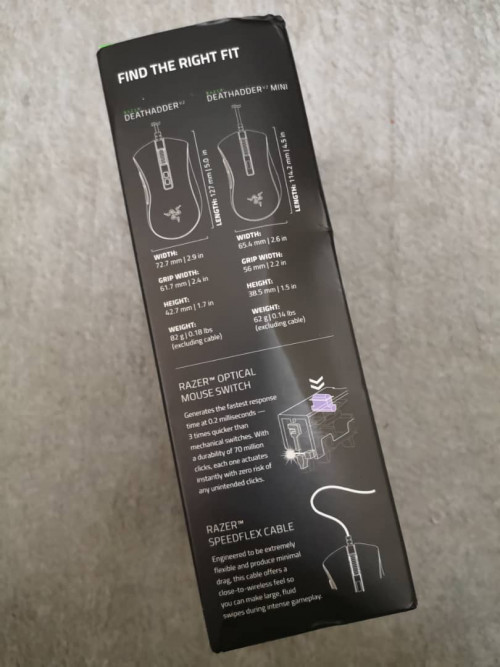 FIND THE RIGHT FIT
RAZER
DEATHADDER V2
RAZER
DEATHADDER V2 MINI
LENGTH: 127 mm | 5.0 in
LENGTH: 114.2 mm | 4.5 in
WIDTH:
72.7 mm | 2.9 in
GRIP WIDTH:
61.7 mm | 2.4 in
HEIGHT:
42.7 mm | 1.7 in
WEIGHT:
82 g | 0.18 lbs
(excluding cable)
WIDTH:
65.4 mm | 2.6 in
GRIP WIDTH:
56 mm | 2.2 in
HEIGHT:
38.5 mm | 1.5 in
WEIGHT:
62 g | 0.14 lbs
(excluding cable)
RAZER™ OPTICAL
MOUSE SWITCH
Generates the fastest response
time at 0.2 milliseconds —
3 times quicker than
mechanical switches. With
a durability of 70 million
clicks, each one actuates
instantly with zero risk of
any unintended clicks.
RAZER™
SPEEDFLEX CABLE
Engineered to be extremely
flexible and produce minimal
drag, this cable offers a
close-to-wireless feel so
you can make large, fluid
swipes during intense gameplay.